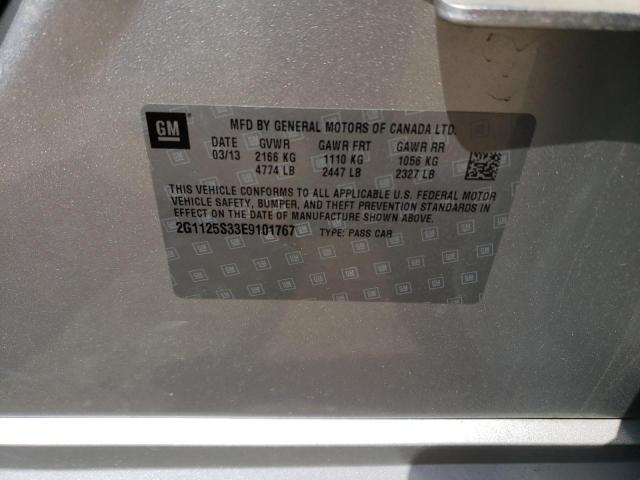 GM
MFD BY GENERAL MOTORS OF CANADA LTD.
DATE GVWR GAWR FRT GAWR RR
03/13 2166 KG 1110 KG 1056 KG
4774 LB 2447 LB 2327 LB
THIS VEHICLE CONFORMS TO ALL APPLICABLE U.S. FEDERAL MOTOR
VEHICLE SAFETY, BUMPER, AND THEFT PREVENTION STANDARDS IN
EFFECT ON THE DATE OF MANUFACTURE SHOWN ABOVE.
2G1125S33E9101767 TYPE: PASS CAR